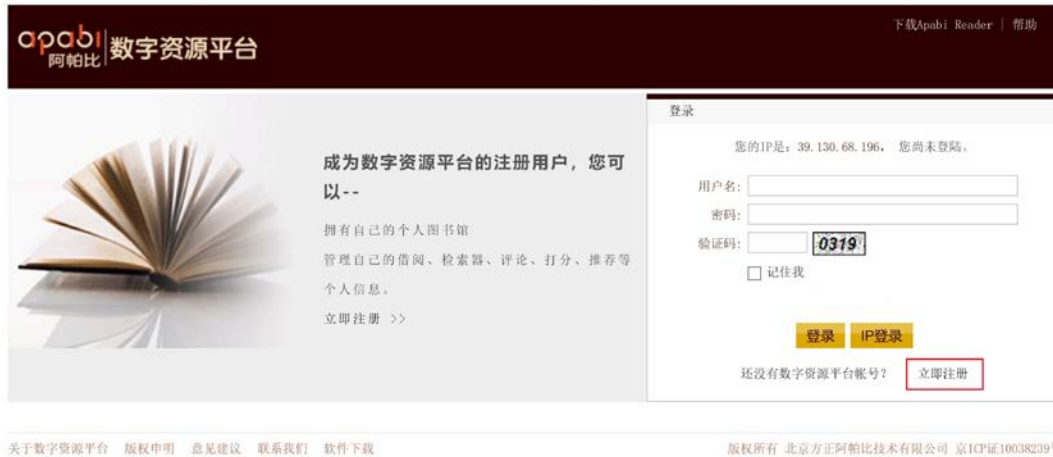 下载Apabi Reader | 帮助
apabi 阿帕比 数字资源平台
登录
您的IP是：39.130.68.196， 您尚未登陆。
成为数字资源平台的注册用户，您可
以--
拥有自己的个人图书馆
管理自己的借阅、检索器、评论、打分、推荐等
个人信息。
立即注册 >>
用户名：
密码：
验证码： 0319
记住我
登录 IP登录
还没有数字资源平台帐号？ 立即注册
关于数字资源平台 版权申明 意见建议 联系我们 软件下载
版权所有 北京方正阿帕比技术有限公司 京ICP证10038239